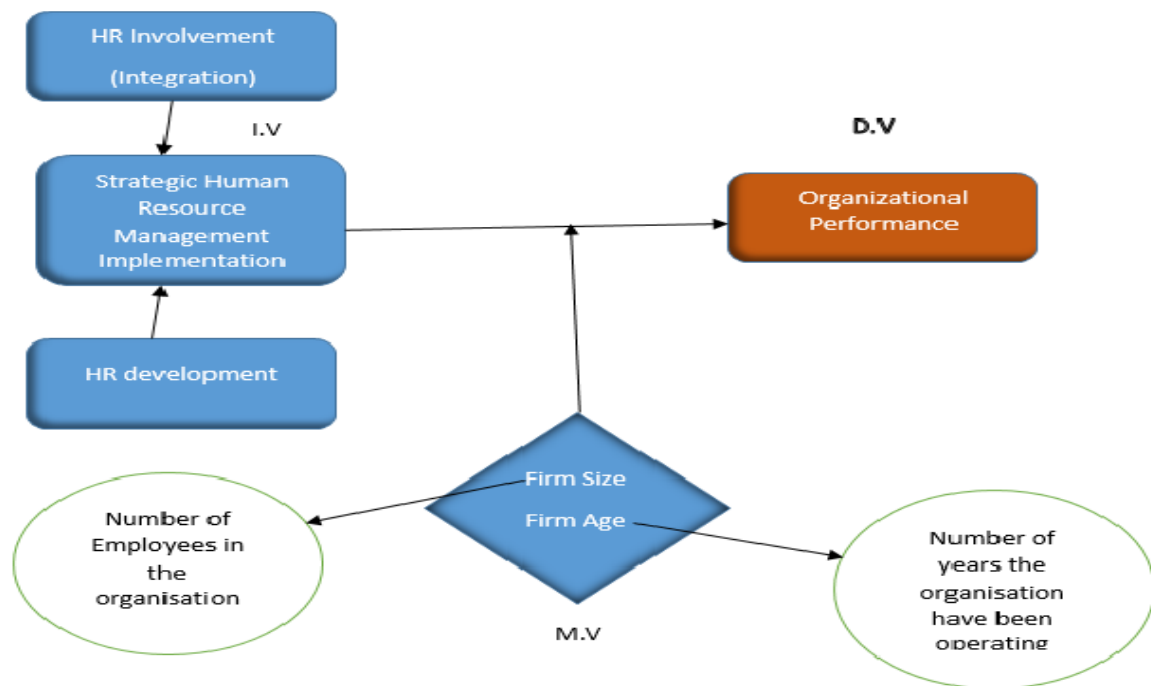 HR Involvement
(Integration)
I.V
D.V
Strategic Human
Resource
Management
Implementation
Organizational
Performance
HR development
Firm Size
Firm Age
Number of
Employees in
the
organisation
Number of
years the
organisation
have been
operating
M.V